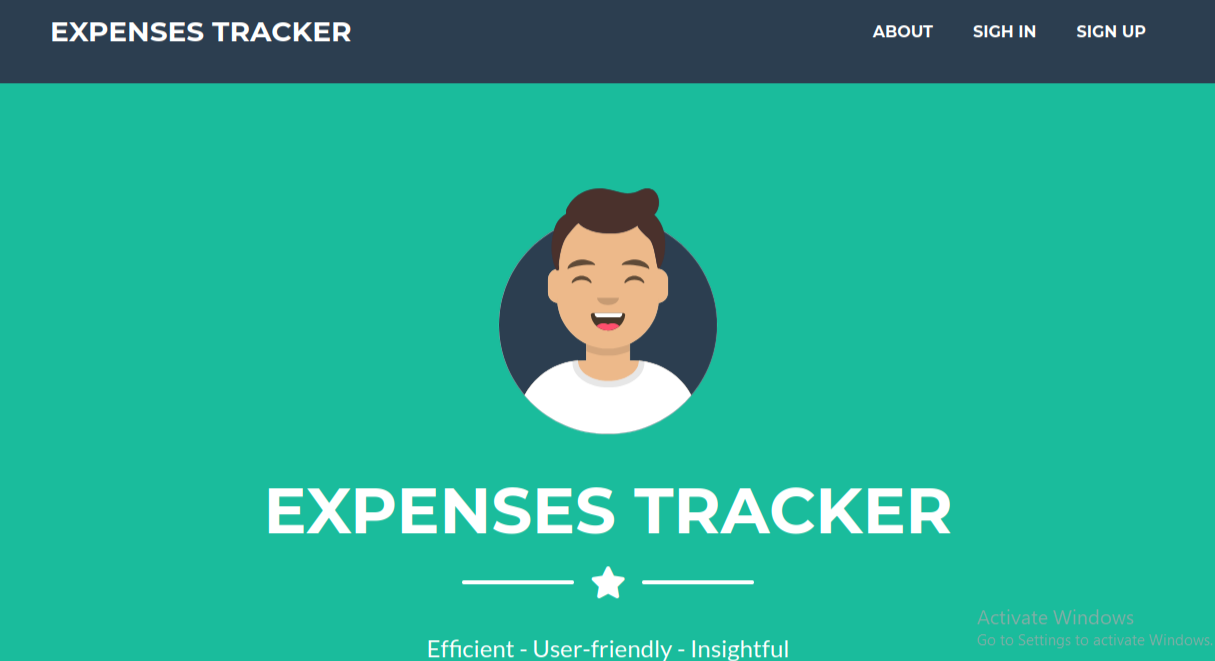 EXPENSES TRACKER
ABOUT SIGH IN SIGN UP
EXPENSES TRACKER
Efficient - User-friendly - Insightful
Activate Windows
Go to Settings to activate Windows.